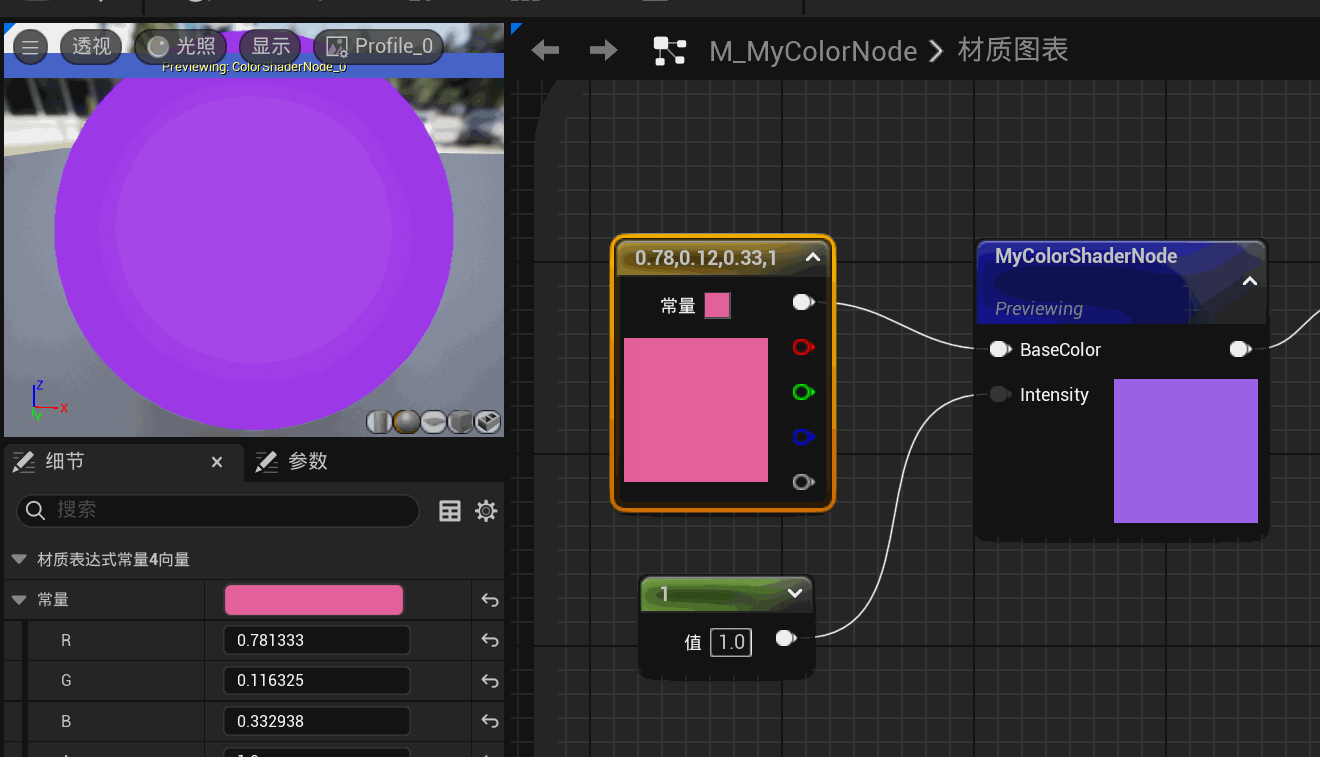 透视
光照
显示
Profile_0
Previewing: ColorShaderNode_0
Z
X
Y
细节
参数
搜索
材质表达式常量4向量
常量
R
0.781333
G
0.116325
B
0.332938
M_MyColorNode
材质图表
0.78,0.12,0.33,1
常量
1
值
1.0
MyColorShaderNode
Previewing
BaseColor
Intensity